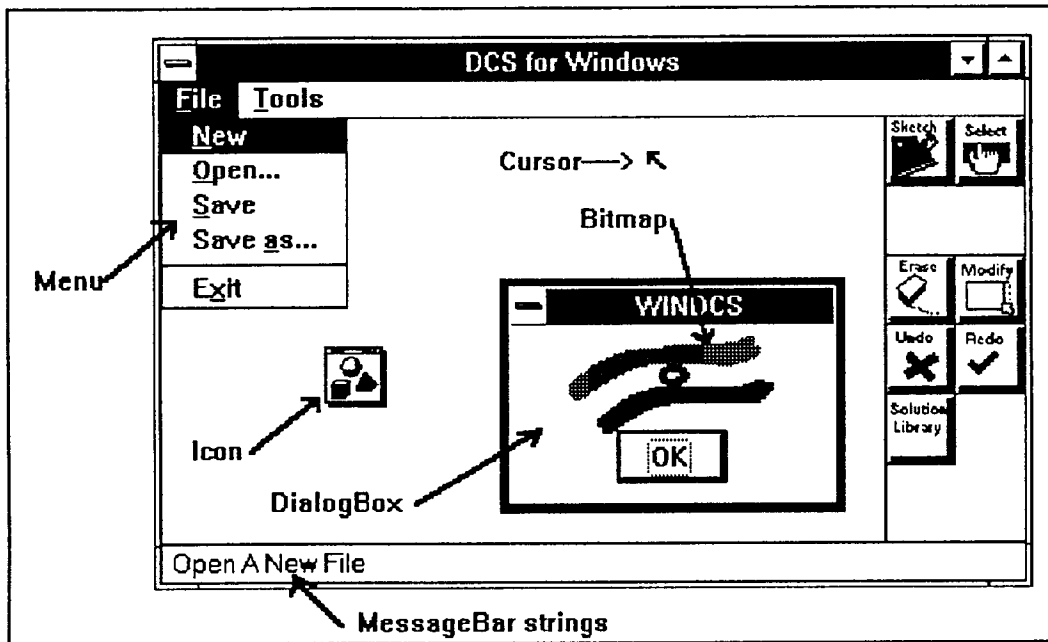 DCS for Windows
File Tools
New
Open...
Save
Save as...
Exit
Menu
Cursor--->
Bitmap
Sketch Select
Erase Modify
Undo Redo
Solution
Library
WINDCS
OK
Icon
DialogBox
Open A New File
MessageBar strings